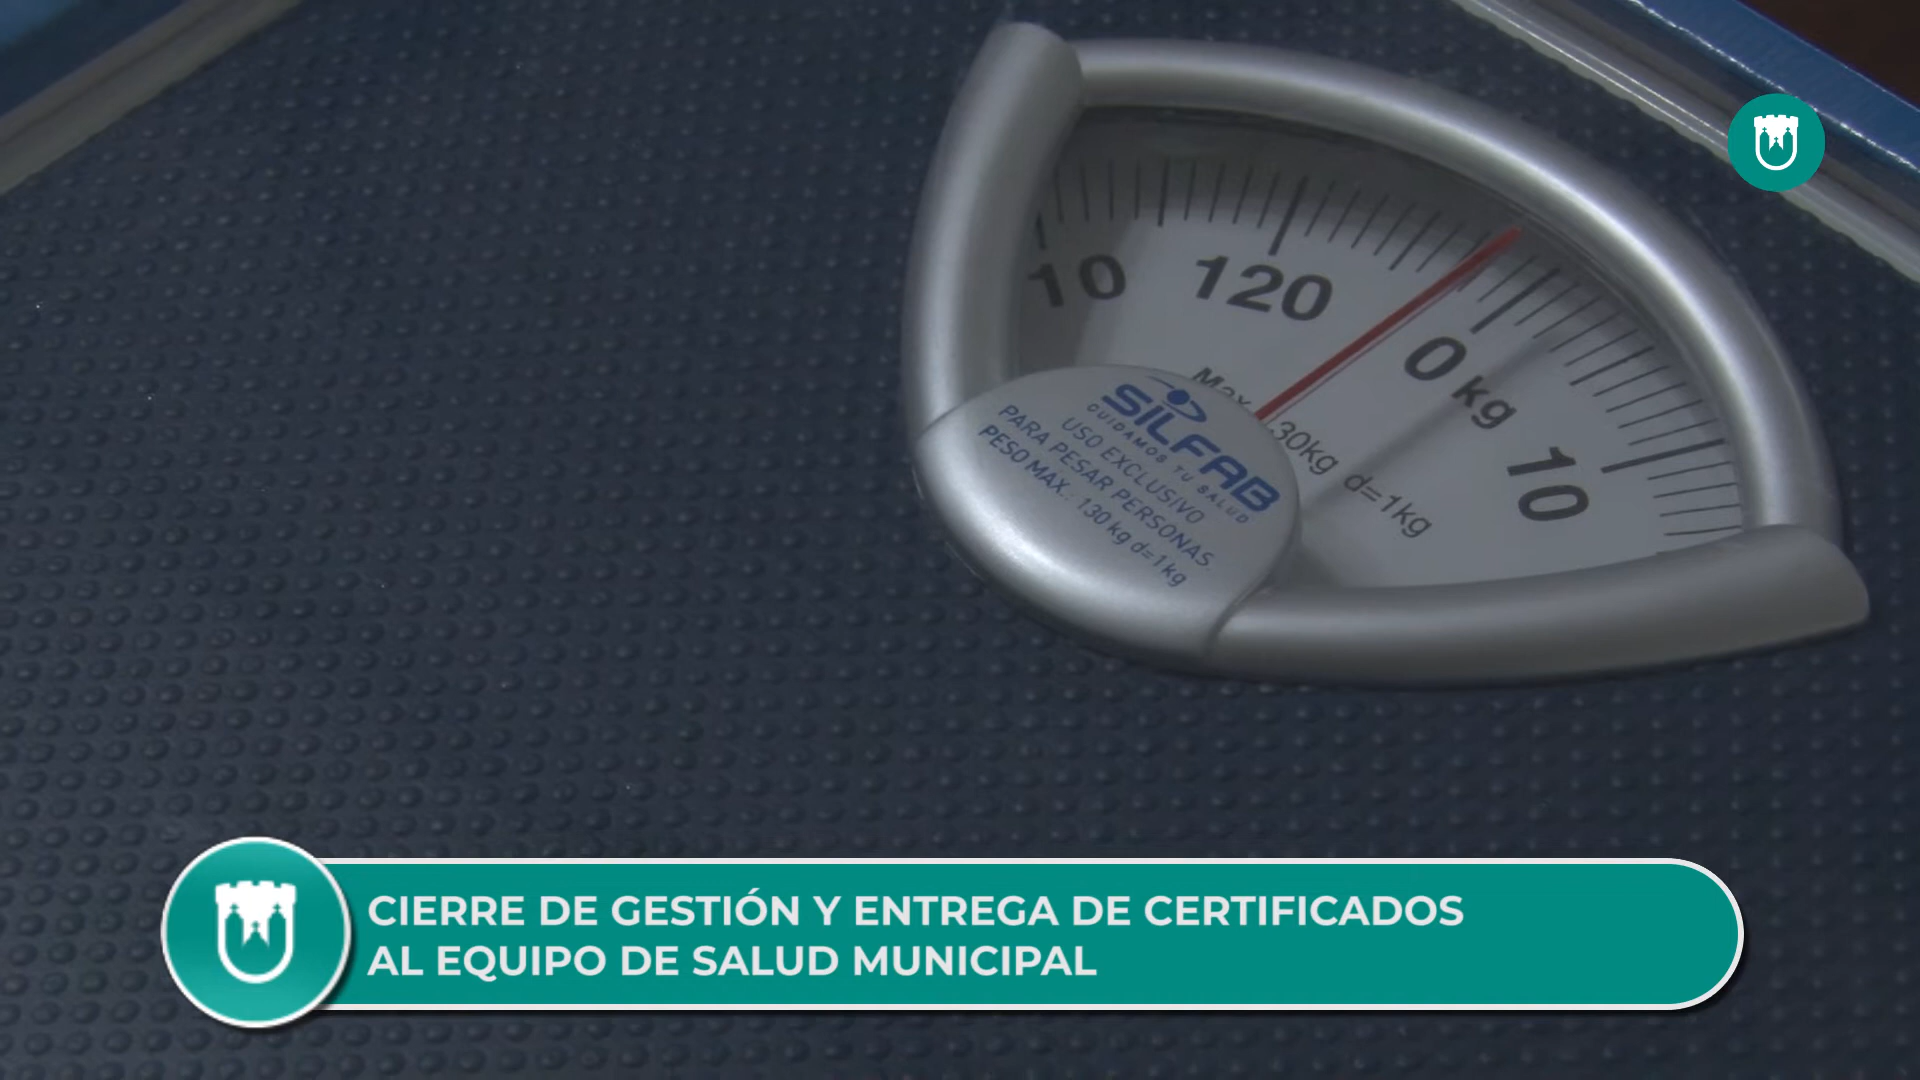 10
120
0 kg
10
30kg d=1kg
SILFAB
CUIDAMOS TU SALUD
USO EXCLUSIVO
PARA PESAR PERSONAS.
PESO MAX.: 130 kg d=1kg
CIERRE DE GESTIÓN Y ENTREGA DE CERTIFICADOS
AL EQUIPO DE SALUD MUNICIPAL